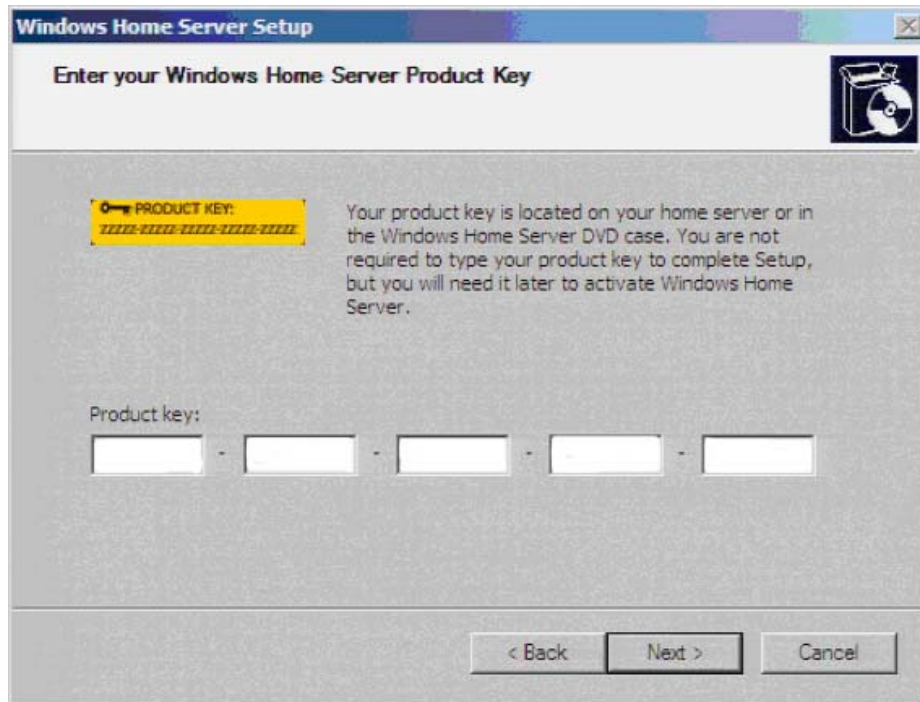 Windows Home Server Setup
Enter your Windows Home Server Product Key
PRODUCT KEY:
ZZZZZ-ZZZZZ-ZZZZZ-ZZZZZ-ZZZZZ
Your product key is located on your home server or in
the Windows Home Server DVD case. You are not
required to type your product key to complete Setup,
but you will need it later to activate Windows Home
Server.
Product key:
- - - -
< Back Next > Cancel